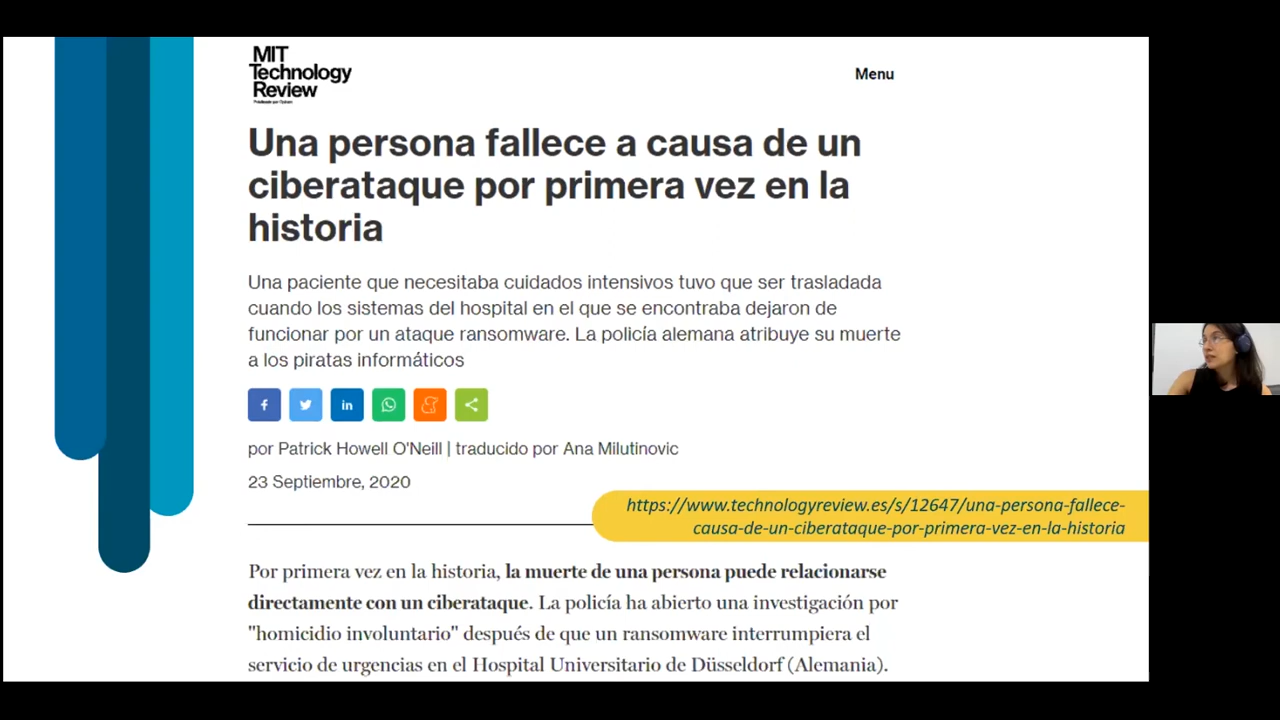 MIT
Technology
Review
Menu
Una persona fallece a causa de un
ciberataque por primera vez en la
historia
Una paciente que necesitaba cuidados intensivos tuvo que ser trasladada
cuando los sistemas del hospital en el que se encontraba dejaron de
funcionar por un ataque ransomware. La policía alemana atribuye su muerte
a los piratas informáticos
por Patrick Howell O'Neill | traducido por Ana Milutinovic
23 Septiembre, 2020
https://www.technologyreview.es/s/12647/una-persona-fallece-
causa-de-un-ciberataque-por-primera-vez-en-la-historia
Por primera vez en la historia, la muerte de una persona puede relacionarse
directamente con un ciberataque. La policía ha abierto una investigación por
"homicidio involuntario" después de que un ransomware interrumpiera el
servicio de urgencias en el Hospital Universitario de Düsseldorf (Alemania).